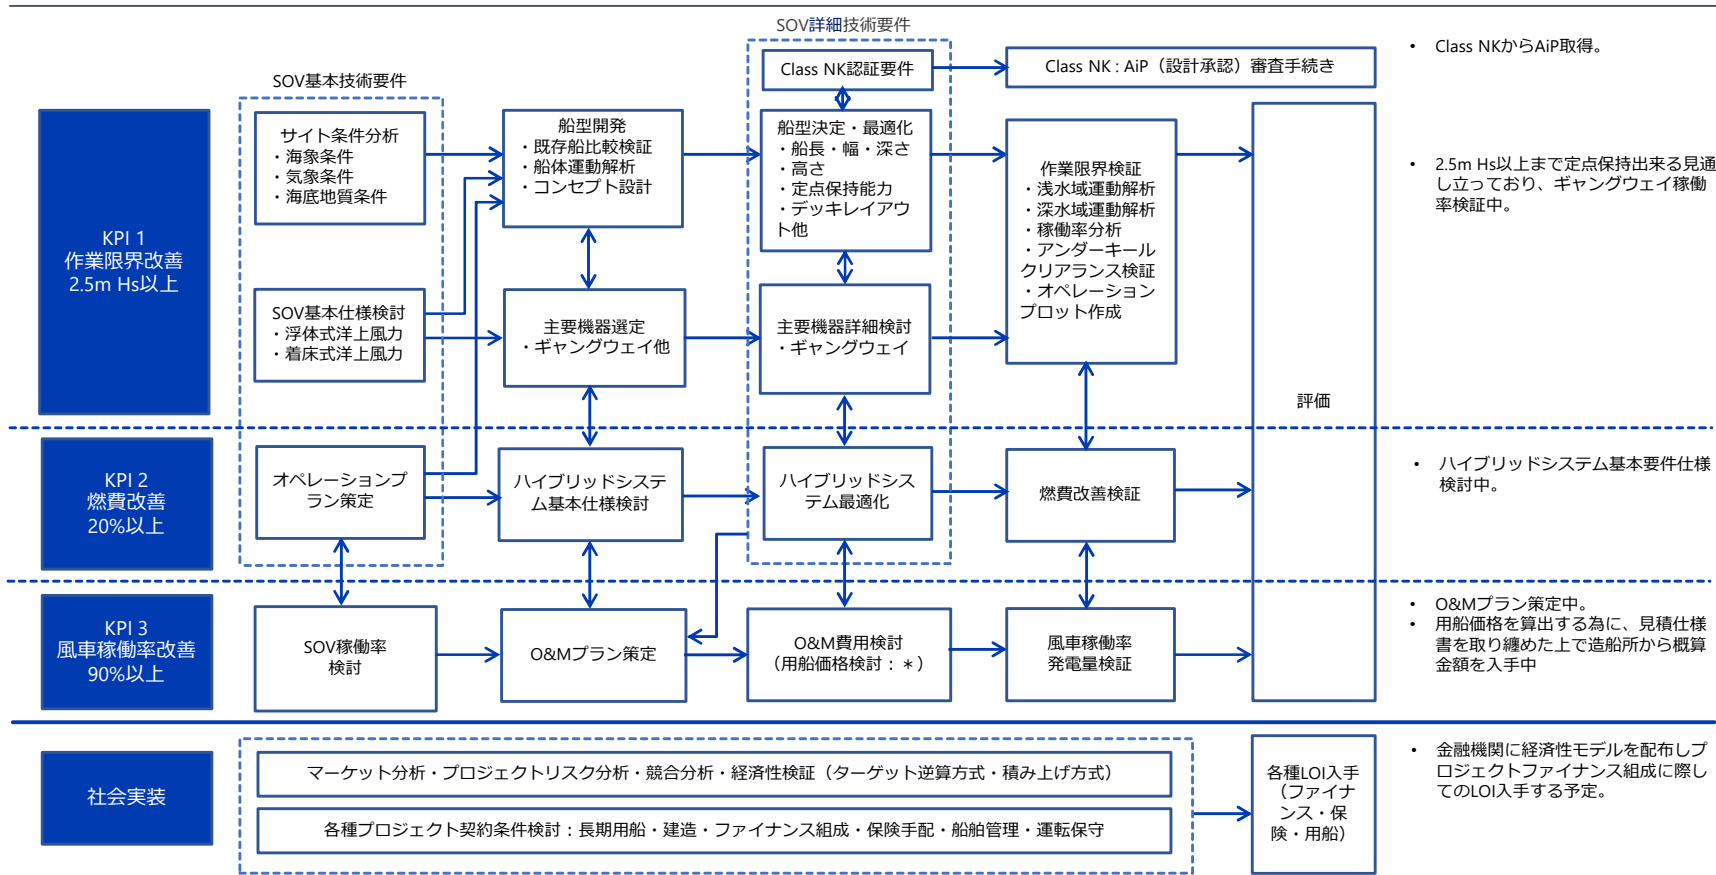 SOV詳細技術要件
SOV基本技術要件
Class NK認証要件
Class NK : AiP（設計承認）審査手続き
• Class NKからAiP取得。
KPI 1
作業限界改善
2.5m Hs以上
サイト条件分析
・海象条件
・気象条件
・海底地質条件
SOV基本仕様検討
・浮体式洋上風力
・着床式洋上風力
船型開発
・既存船比較検証
・船体運動解析
・コンセプト設計
主要機器選定
・ギャングウェイ他
船型決定・最適化
・船長・幅・深さ
・高さ
・定点保持能力
・デッキレイアウ
ト他
主要機器詳細検討
・ギャングウェイ
作業限界検証
・浅水域運動解析
・深水域運動解析
・稼働率分析
・アンダーキール
クリアランス検証
・オペレーション
プロット作成
評価
• 2.5m Hs以上まで定点保持出来る見通
し立っており、ギャングウェイ稼働
率検証中。
KPI 2
燃費改善
20%以上
オペレーションプ
ラン策定
ハイブリッドシステ
ム基本仕様検討
ハイブリッドシス
テム最適化
燃費改善検証
• ハイブリッドシステム基本要件仕様
検討中。
KPI 3
風車稼働率改善
90%以上
SOV稼働率
検討
O&Mプラン策定
O&M費用検討
（用船価格検討：＊）
風車稼働率
発電量検証
• O&Mプラン策定中。
• 用船価格を算出する為に、見積仕様
書を取り纏めた上で造船所から概算
金額を入手中
社会実装
マーケット分析・プロジェクトリスク分析・競合分析・経済性検証（ターゲット逆算方式・積み上げ方式）
各種プロジェクト契約条件検討：長期用船・建造・ファイナンス組成・保険手配・船舶管理・運転保守
各種LOI入手
（ファイナ
ンス・保
険・用船）
• 金融機関に経済性モデルを配布しプ
ロジェクトファイナンス組成に際し
てのLOI入手する予定。